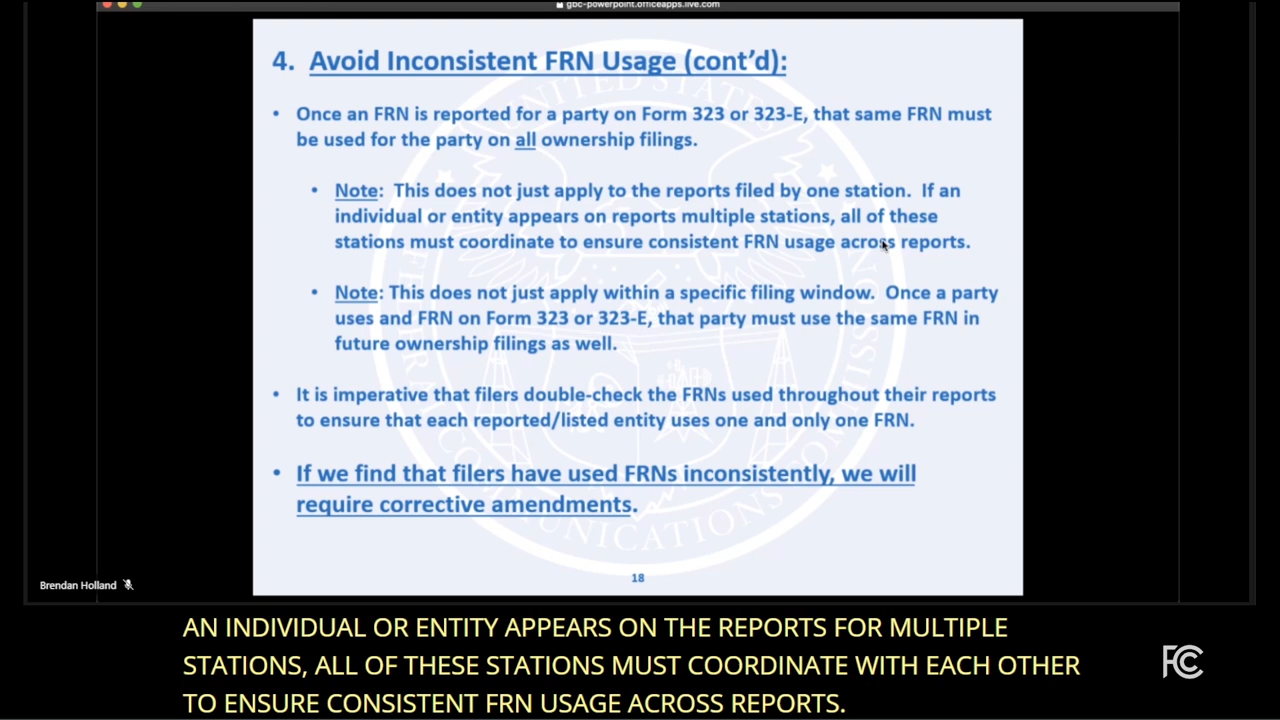 gbc-powerpoint.officeapps.live.com
4. Avoid Inconsistent FRN Usage (cont’d):
• Once an FRN is reported for a party on Form 323 or 323-E, that same FRN must
be used for the party on all ownership filings.
• Note: This does not just apply to the reports filed by one station. If an
individual or entity appears on reports multiple stations, all of these
stations must coordinate to ensure consistent FRN usage across reports.
• Note: This does not just apply within a specific filing window. Once a party
uses and FRN on Form 323 or 323-E, that party must use the same FRN in
future ownership filings as well.
• It is imperative that filers double-check the FRNs used throughout their reports
to ensure that each reported/listed entity uses one and only one FRN.
• If we find that filers have used FRNs inconsistently, we will
require corrective amendments.
18
Brendan Holland
AN INDIVIDUAL OR ENTITY APPEARS ON THE REPORTS FOR MULTIPLE
STATIONS, ALL OF THESE STATIONS MUST COORDINATE WITH EACH OTHER
TO ENSURE CONSISTENT FRN USAGE ACROSS REPORTS.
FCC